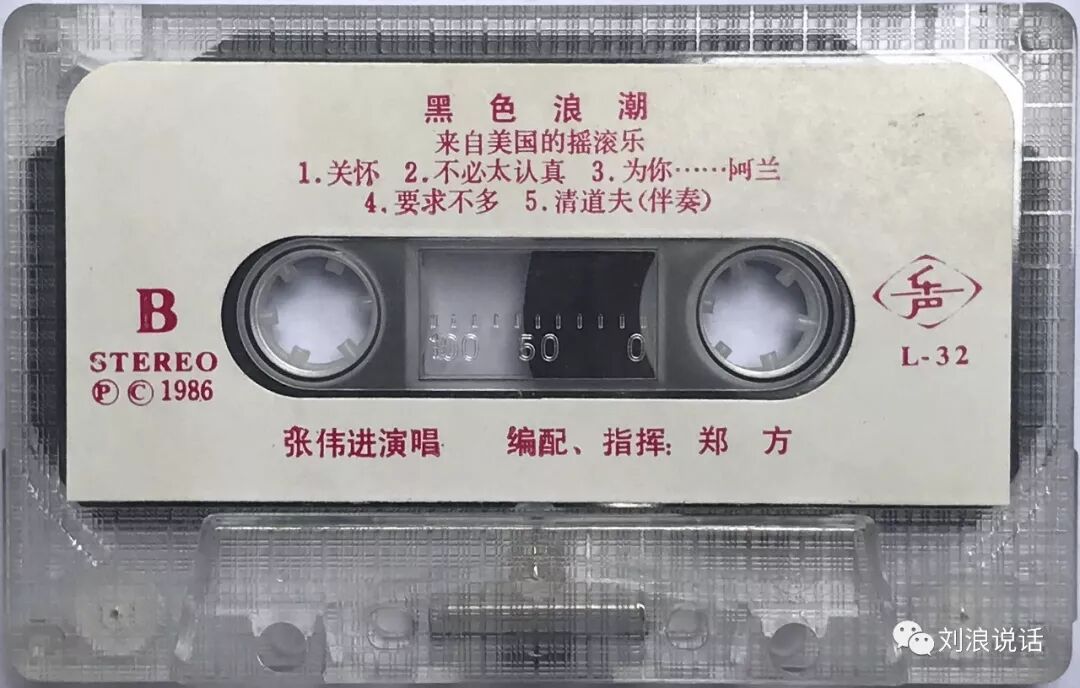 黑色浪潮
来自美国的摇滚乐
1.关怀 2.不必太认真 3.为你……阿兰
4.要求不多 5.清道夫(伴奏)
B
STEREO
Ⓟ Ⓒ 1986
100 50 0
乐声
L-32
张伟进演唱 编配、指挥:郑方
刘浪说话